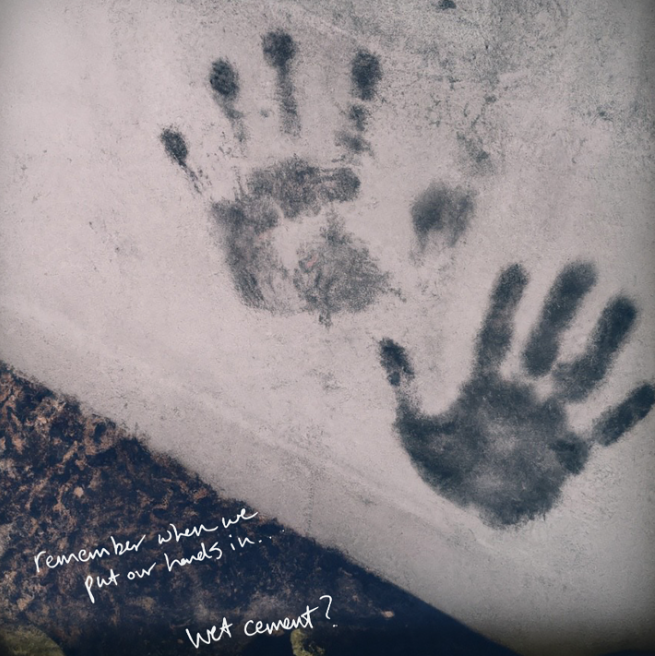 remember when we
put our hands in...
wet cement?